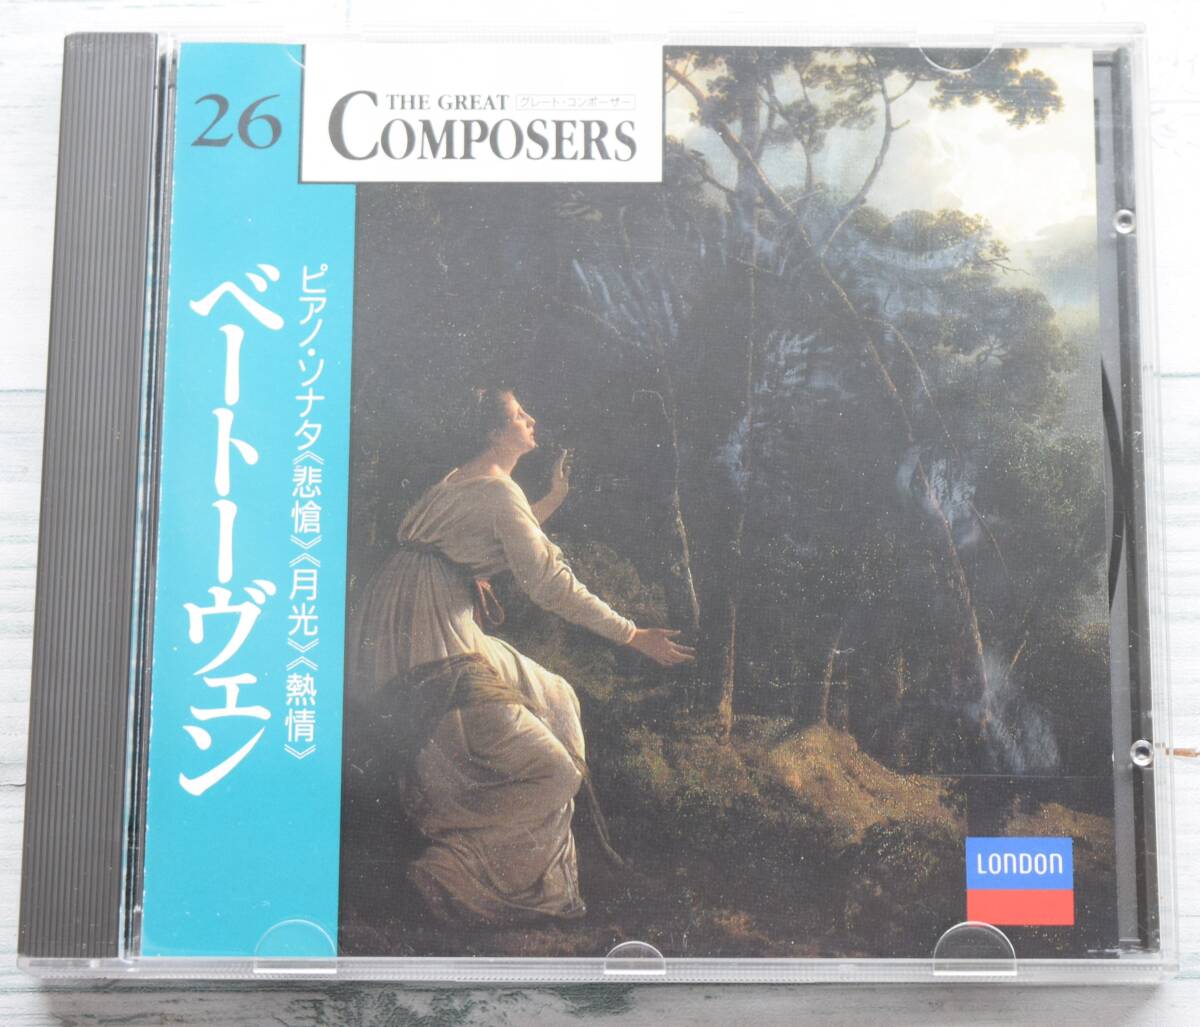 26
THE GREAT グレート・コンポーザー
COMPOSERS
ベートーヴェン
ピアノ・ソナタ《悲愴》《月光》《熱情》
LONDON